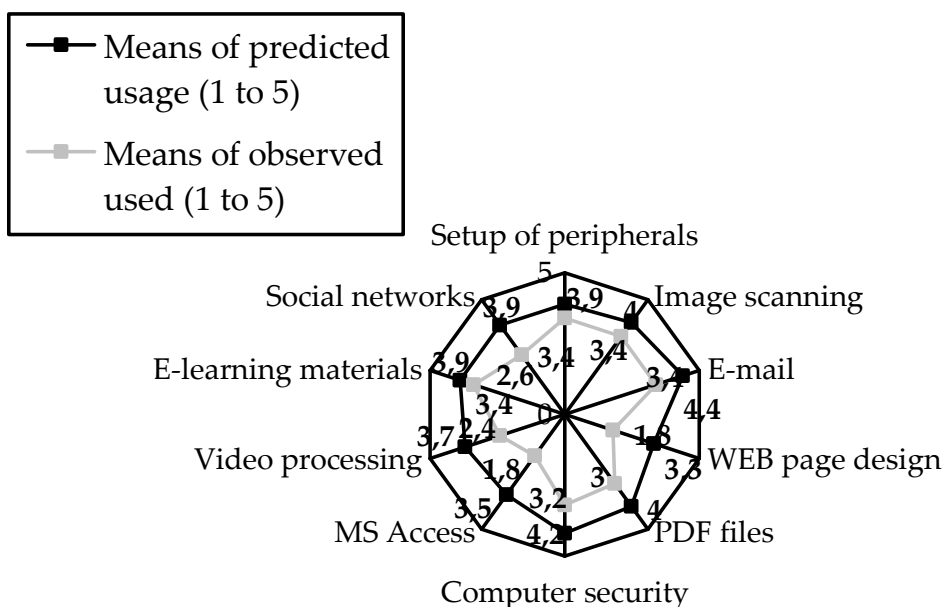 Means of predicted
usage (1 to 5)
Means of observed
used (1 to 5)
Setup of peripherals
5
Social networks
3,9
3,9
4
Image scanning
3,4
3,4
E-learning materials
3,9
2,6
3,4
E-mail
3,4
4,4
0
3,7
2,4
1,8
Video processing
3,3
WEB page design
1,8
3
3,5
3,2
4
MS Access
4,2
PDF files
Computer security